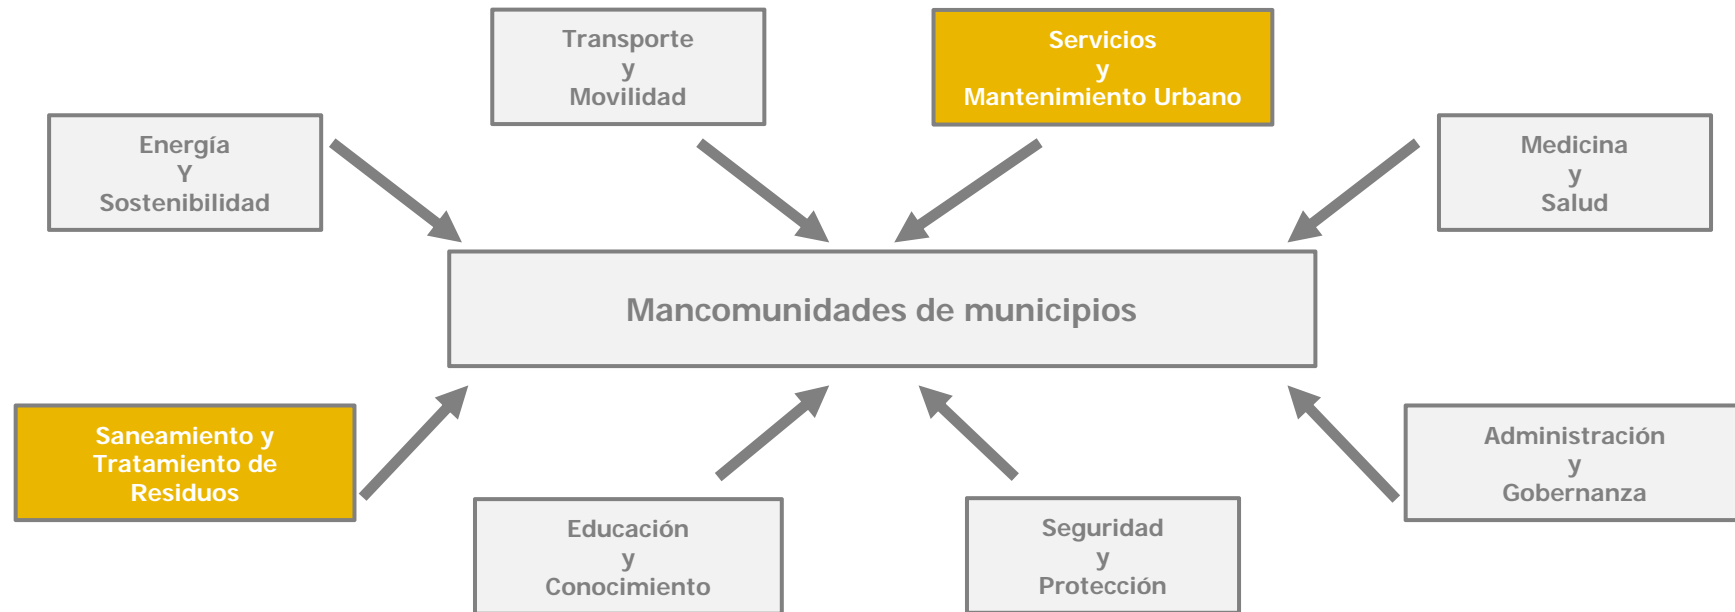 Transporte
y
Movilidad
Servicios
y
Mantenimiento Urbano
Energía
Y
Sostenibilidad
Medicina
y
Salud
Mancomunidades de municipios
Saneamiento y
Tratamiento de
Residuos
Administración
y
Gobernanza
Educación
y
Conocimiento
Seguridad
y
Protección